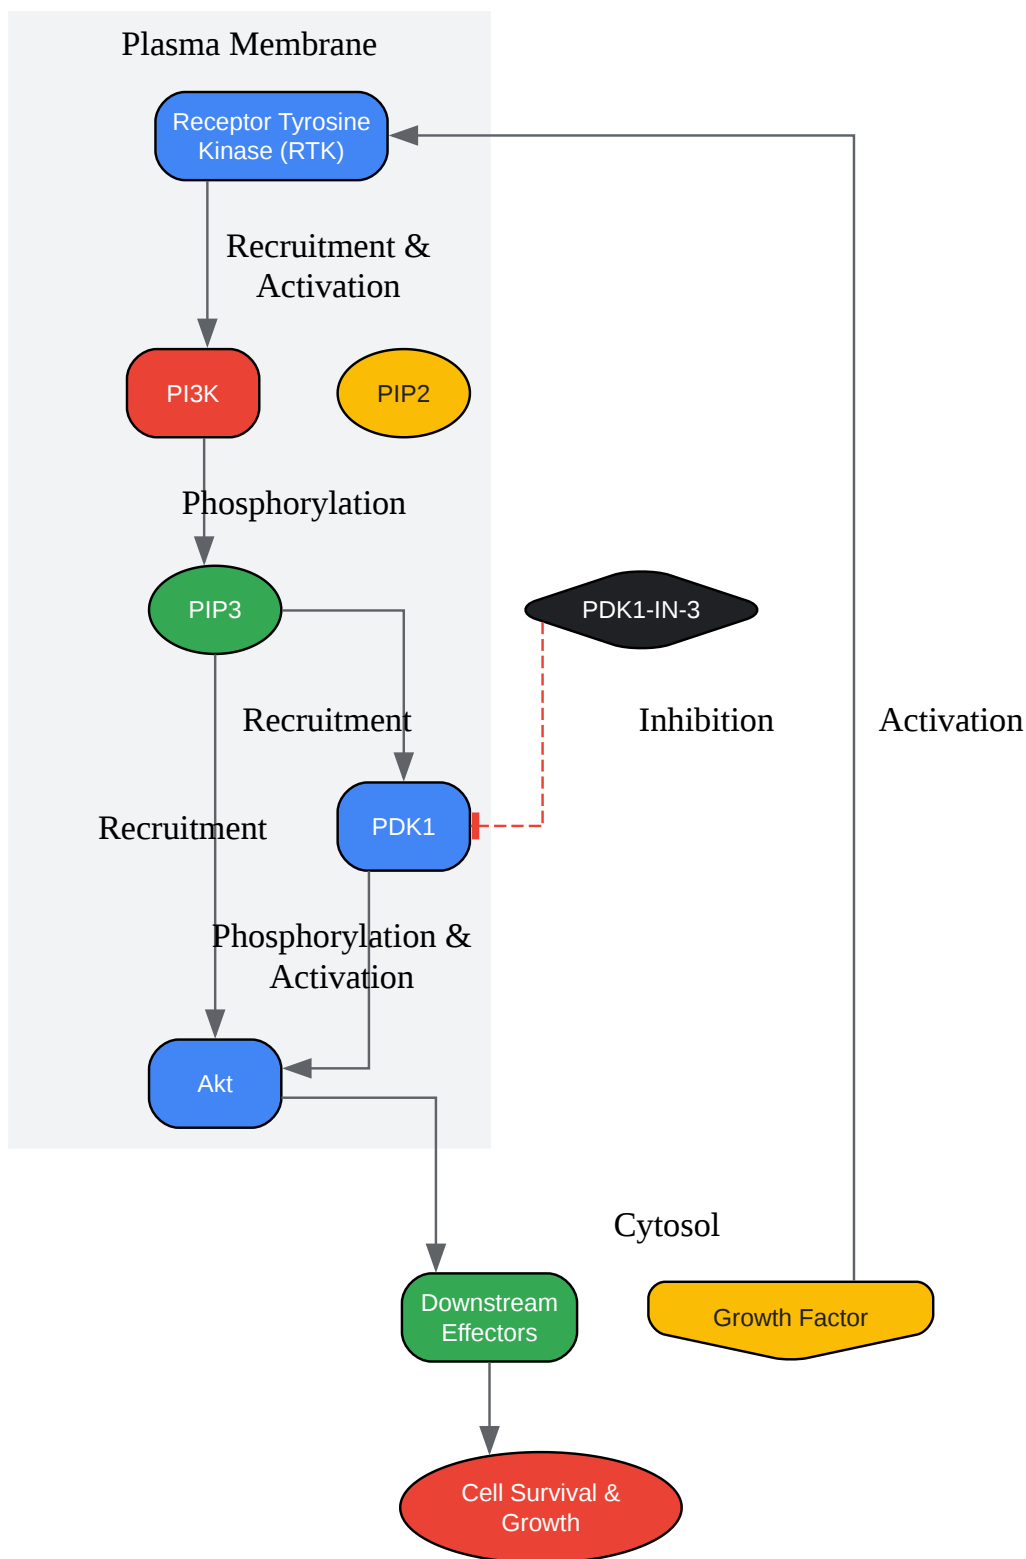 Plasma Membrane
Receptor Tyrosine
Kinase (RTK)
Recruitment &
Activation
PI3K
PIP2
Phosphorylation
PIP3
PDK1-IN-3
Recruitment
Inhibition
Activation
PDK1
Recruitment
Phosphorylation &
Activation
Akt
Cytosol
Downstream
Effectors
Growth Factor
Cell Survival &
Growth